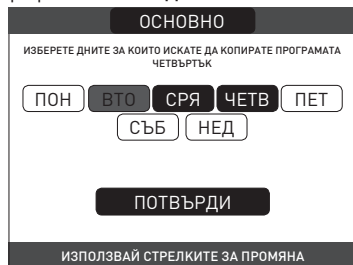 ОСНОВНО
ИЗБЕРЕТЕ ДНИТЕ ЗА КОИТО ИСКАТЕ ДА КОПИРАТЕ ПРОГРАМАТА
ЧЕТВЪРТЪК
ПОН ВТО СРЯ ЧЕТВ ПЕТ
СЪБ НЕД
ПОТВЪРДИ
ИЗПОЛЗВАЙ СТРЕЛКИТЕ ЗА ПРОМЯНА